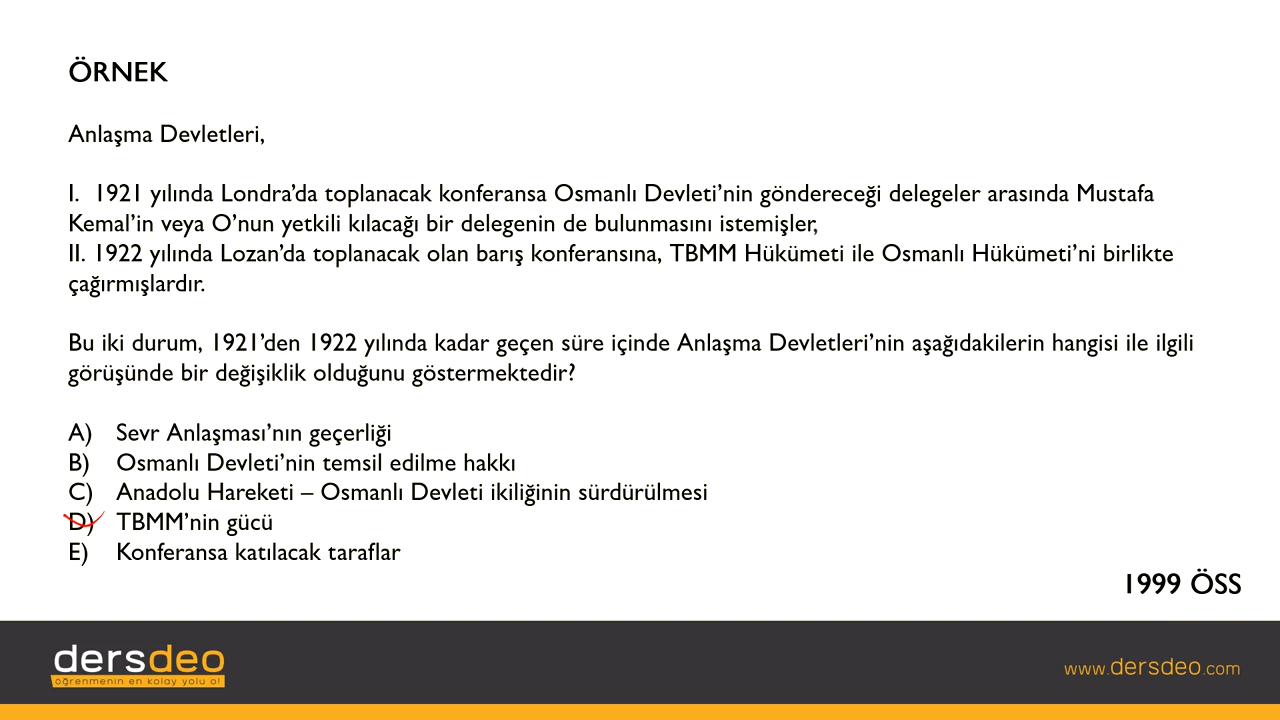 ÖRNEK
Anlaşma Devletleri,
I. 1921 yılında Londra’da toplanacak konferansa Osmanlı Devleti’nin göndereceği delegeler arasında Mustafa
Kemal’in veya O’nun yetkili kılacağı bir delegenin de bulunmasını istemişler,
II. 1922 yılında Lozan’da toplanacak olan barış konferansına, TBMM Hükümeti ile Osmanlı Hükümeti’ni birlikte
çağırmışlardır.
Bu iki durum, 1921’den 1922 yılında kadar geçen süre içinde Anlaşma Devletleri’nin aşağıdakilerin hangisi ile ilgili
görüşünde bir değişiklik olduğunu göstermektedir?
A) Sevr Anlaşması’nın geçerliği
B) Osmanlı Devleti’nin temsil edilme hakkı
C) Anadolu Hareketi – Osmanlı Devleti ikiliğinin sürdürülmesi
D) TBMM’nin gücü
E) Konferansa katılacak taraflar
1999 ÖSS
dersdeo
öğrenmenin en kolay yolu o!
www.dersdeo.com